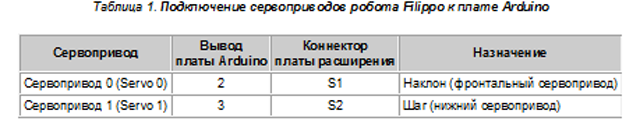 Таблица 1. Подключение сервоприводов робота Filippo к плате Arduino
Сервопривод
Вывод
платы Arduino
Коннектор
платы расширения
Назначение
Сервопривод 0 (Servo 0)
2
S1
Наклон (фронтальный сервопривод)
Сервопривод 1 (Servo 1)
3
S2
Шаг (нижний сервопривод)